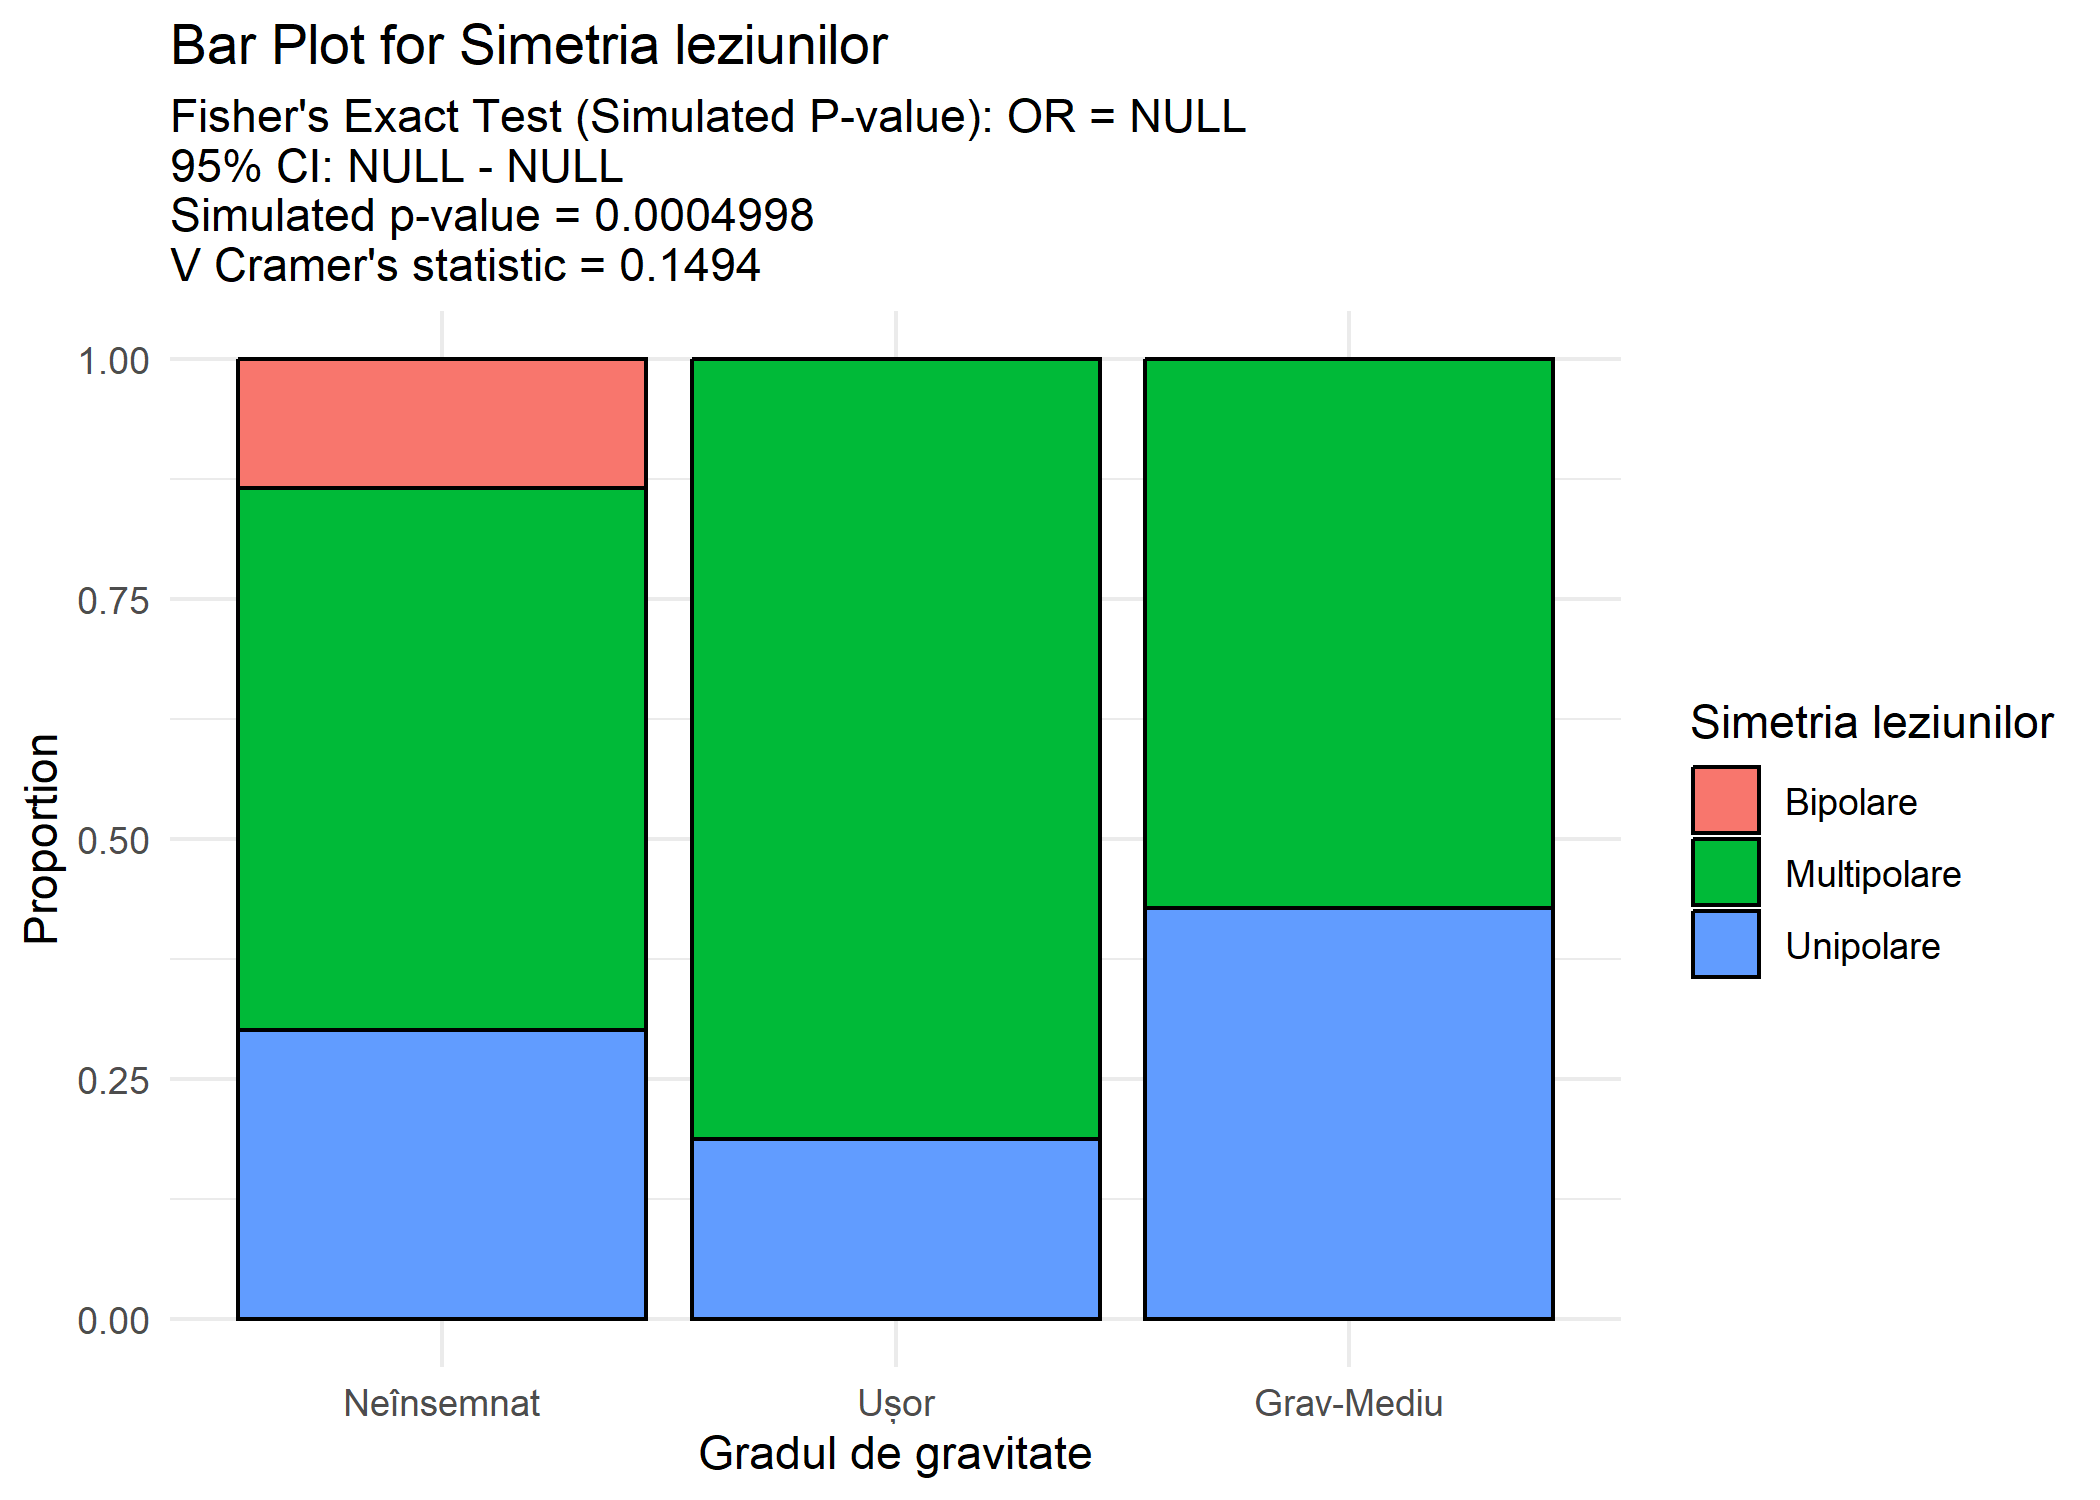 Bar Plot for Simetria leziunilor
Fisher's Exact Test (Simulated P-value): OR = NULL
95% CI: NULL - NULL
Simulated p-value = 0.0004998
V Cramer's statistic = 0.1494
1.00
0.75
0.50
0.25
0.00
Proportion
Neînsemnat
Ușor
Grav-Mediu
Gradul de gravitate
Simetria leziunilor
Bipolare
Multipolare
Unipolare